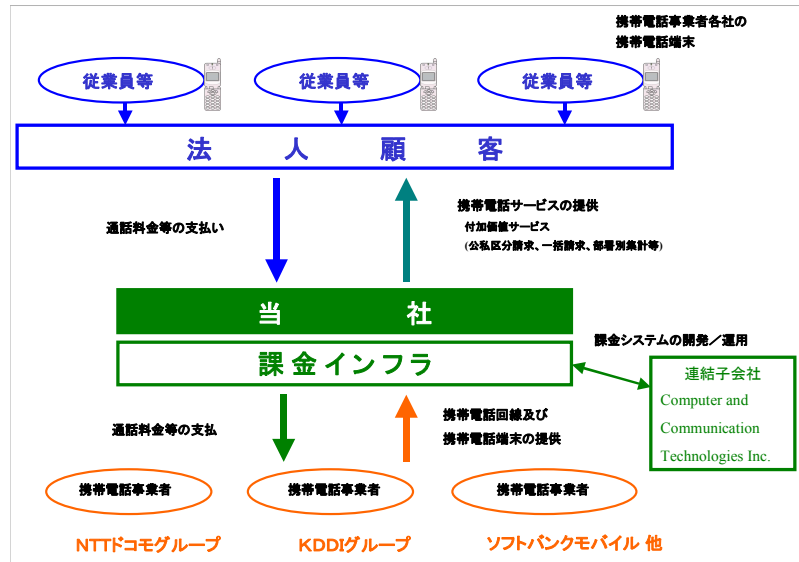 携帯電話事業者各社の
携帯電話端末
従業員等
従業員等
従業員等
法人顧客
通話料金等の支払い
携帯電話サービスの提供
付加価値サービス
(公私区分請求、一括請求、部署別集計等)
当社
課金インフラ
課金システムの開発／運用
連結子会社
Computer and
Communication
Technologies Inc.
通話料金等の支払
携帯電話回線及び
携帯電話端末の提供
携帯電話事業者
携帯電話事業者
携帯電話事業者
NTTドコモグループ
KDDIグループ
ソフトバンクモバイル 他